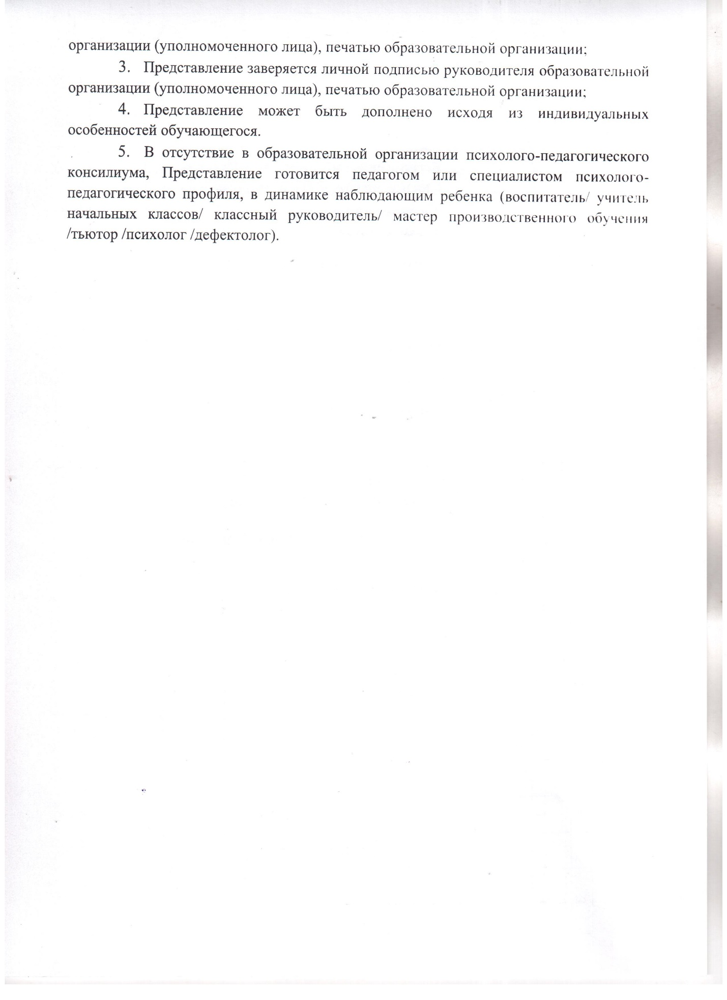 организации (уполномоченного лица), печатью образовательной организации;
3. Представление заверяется личной подписью руководителя образовательной
организации (уполномоченного лица), печатью образовательной организации;
4. Представление может быть дополнено исходя из индивидуальных
особенностей обучающегося.
5. В отсутствие в образовательной организации психолого-педагогического
консилиума, Представление готовится педагогом или специалистом психолого-
педагогического профиля, в динамике наблюдающим ребенка (воспитатель/ учитель
начальных классов/ классный руководитель/ мастер производственного обучения
/тьютор /психолог /дефектолог).